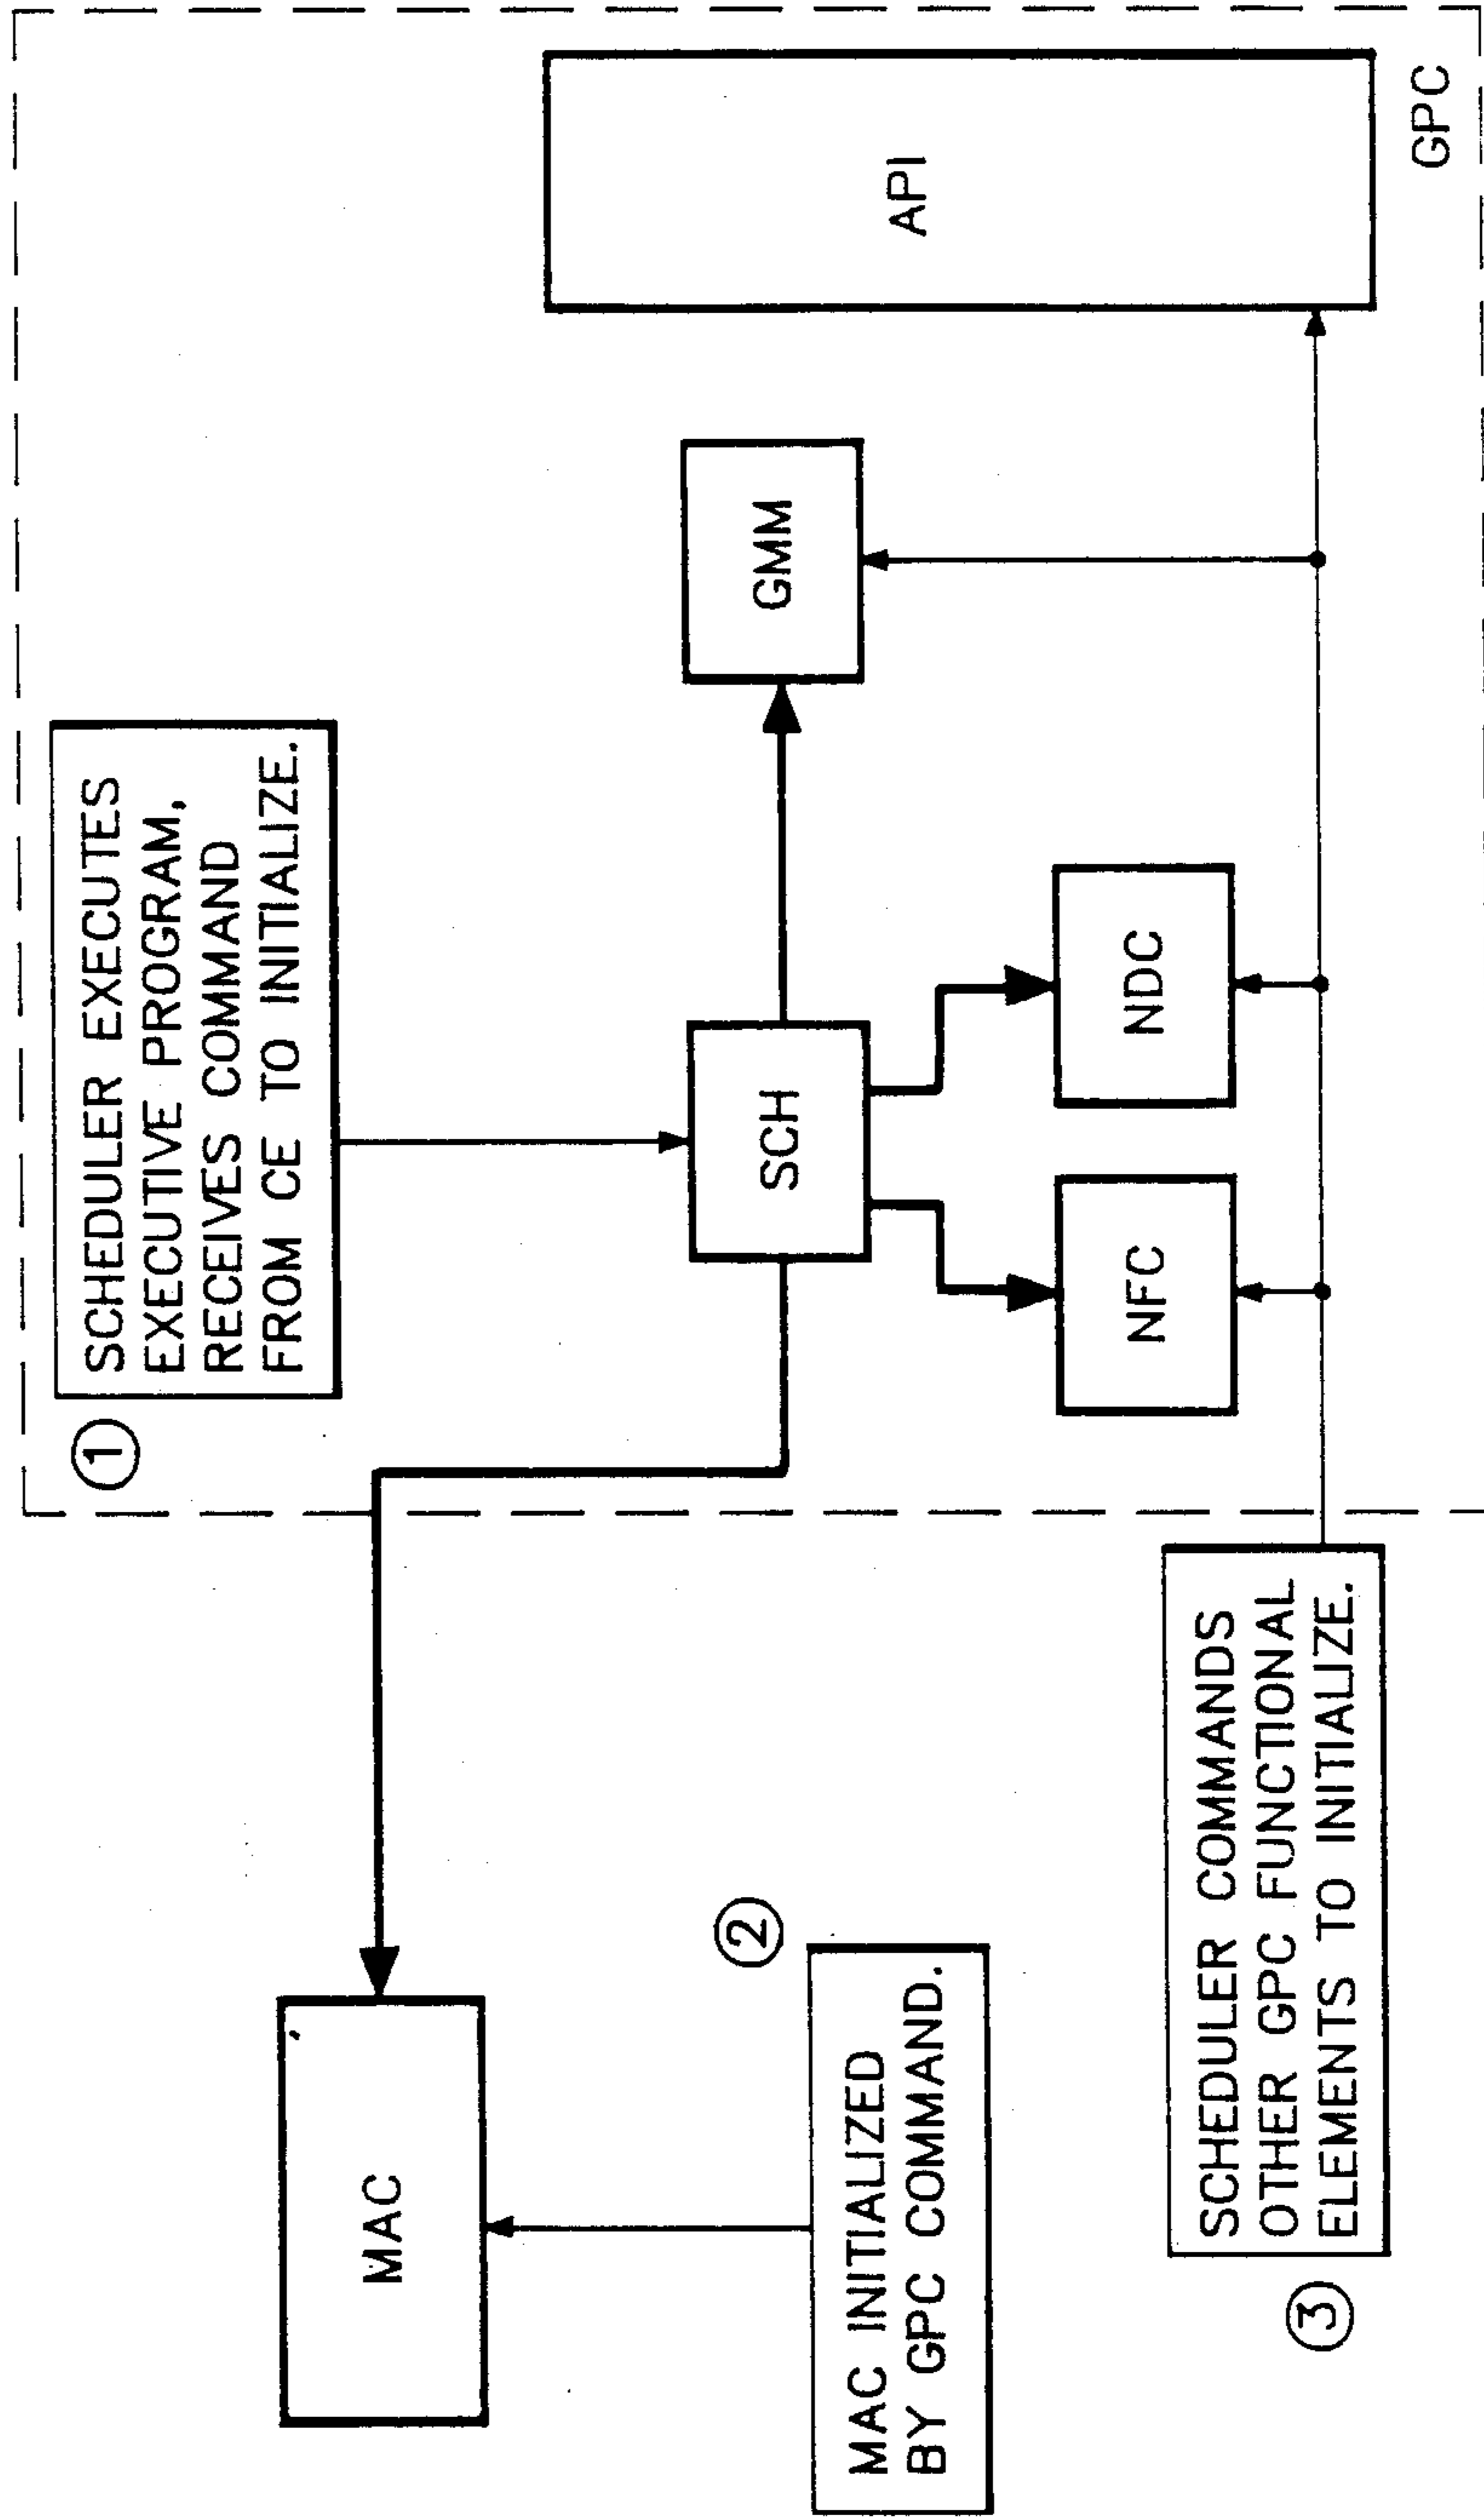 ①
SCHEDULER EXECUTES
EXECUTIVE PROGRAM,
RECEIVES COMMAND
FROM CE TO INITIALIZE.
MAC
SCH
GMM
API
NFC
NDC
②
MAC INITIALIZED
BY GPC COMMAND.
③
SCHEDULER COMMANDS
OTHER GPC FUNCTIONAL
ELEMENTS TO INITIALIZE.
GPC